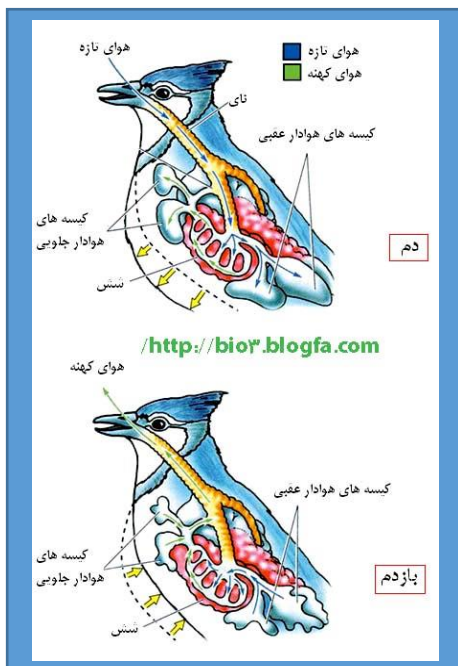 هوای تازه
هوای تازه
هوای کهنه
نای
کیسه های هوادار عقبی
کیسه های
هوادار جلویی
شش
دم
/http://bio۳.blogfa.com
هوای کهنه
کیسه های هوادار عقبی
کیسه های
هوادار جلویی
شش
بازدم